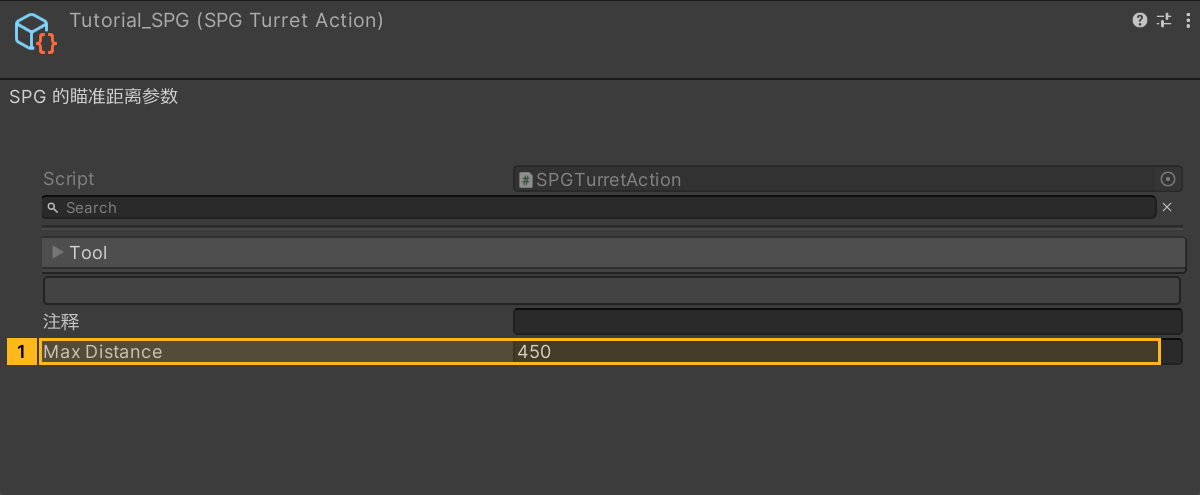 Tutorial_SPG (SPG Turret Action)
SPG 的瞄准距离参数
Script SPGTurretAction
Search
Tool
注释
1 Max Distance 450